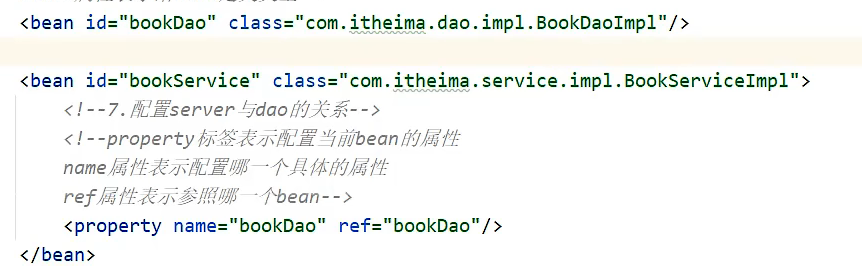 <bean id="bookDao" class="com.itheima.dao.impl.BookDaoImpl"/>
<bean id="bookService" class="com.itheima.service.impl.BookServiceImpl">
<!--7.配置server与dao的关系-->
<!--property标签表示配置当前bean的属性
name属性表示配置哪一个具体的属性
ref属性表示参照哪一个bean-->
<property name="bookDao" ref="bookDao"/>
</bean>